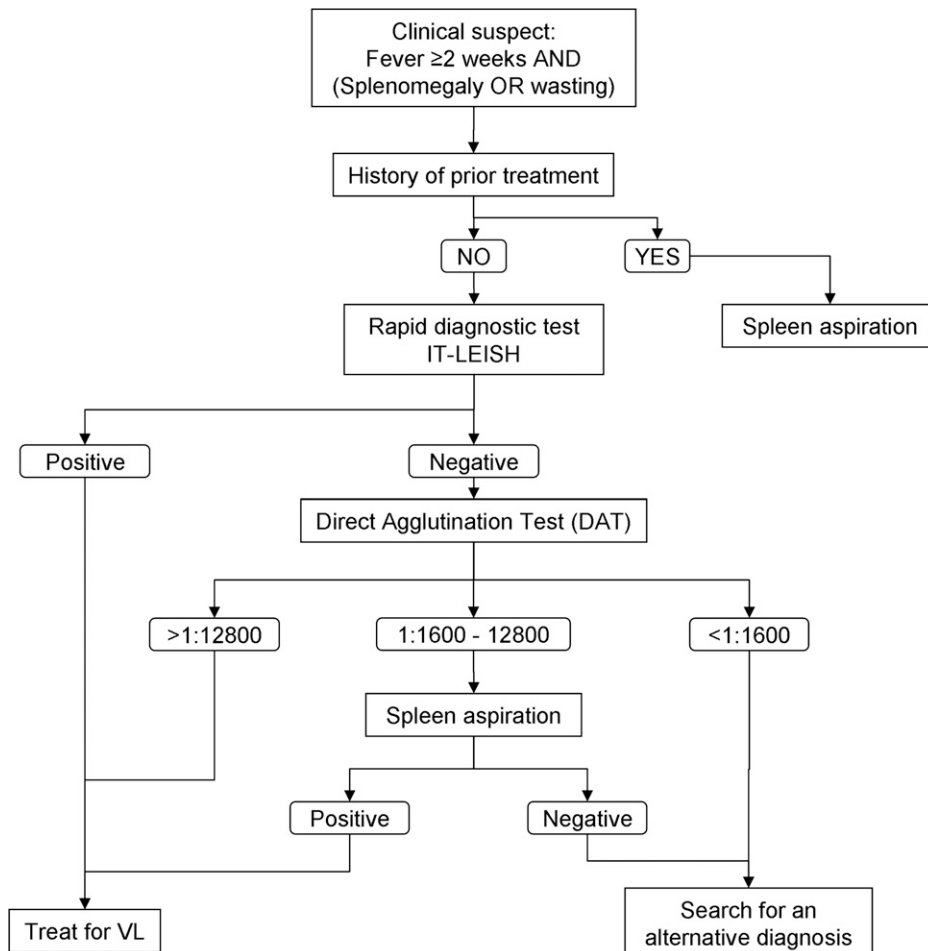 Clinical suspect:
Fever ≥2 weeks AND
(Splenomegaly OR wasting)
History of prior treatment
NO
YES
Rapid diagnostic test
IT-LEISH
Spleen aspiration
Positive
Negative
Direct Agglutination Test (DAT)
>1:12800
1:1600 - 12800
<1:1600
Spleen aspiration
Positive
Negative
Treat for VL
Search for an
alternative diagnosis